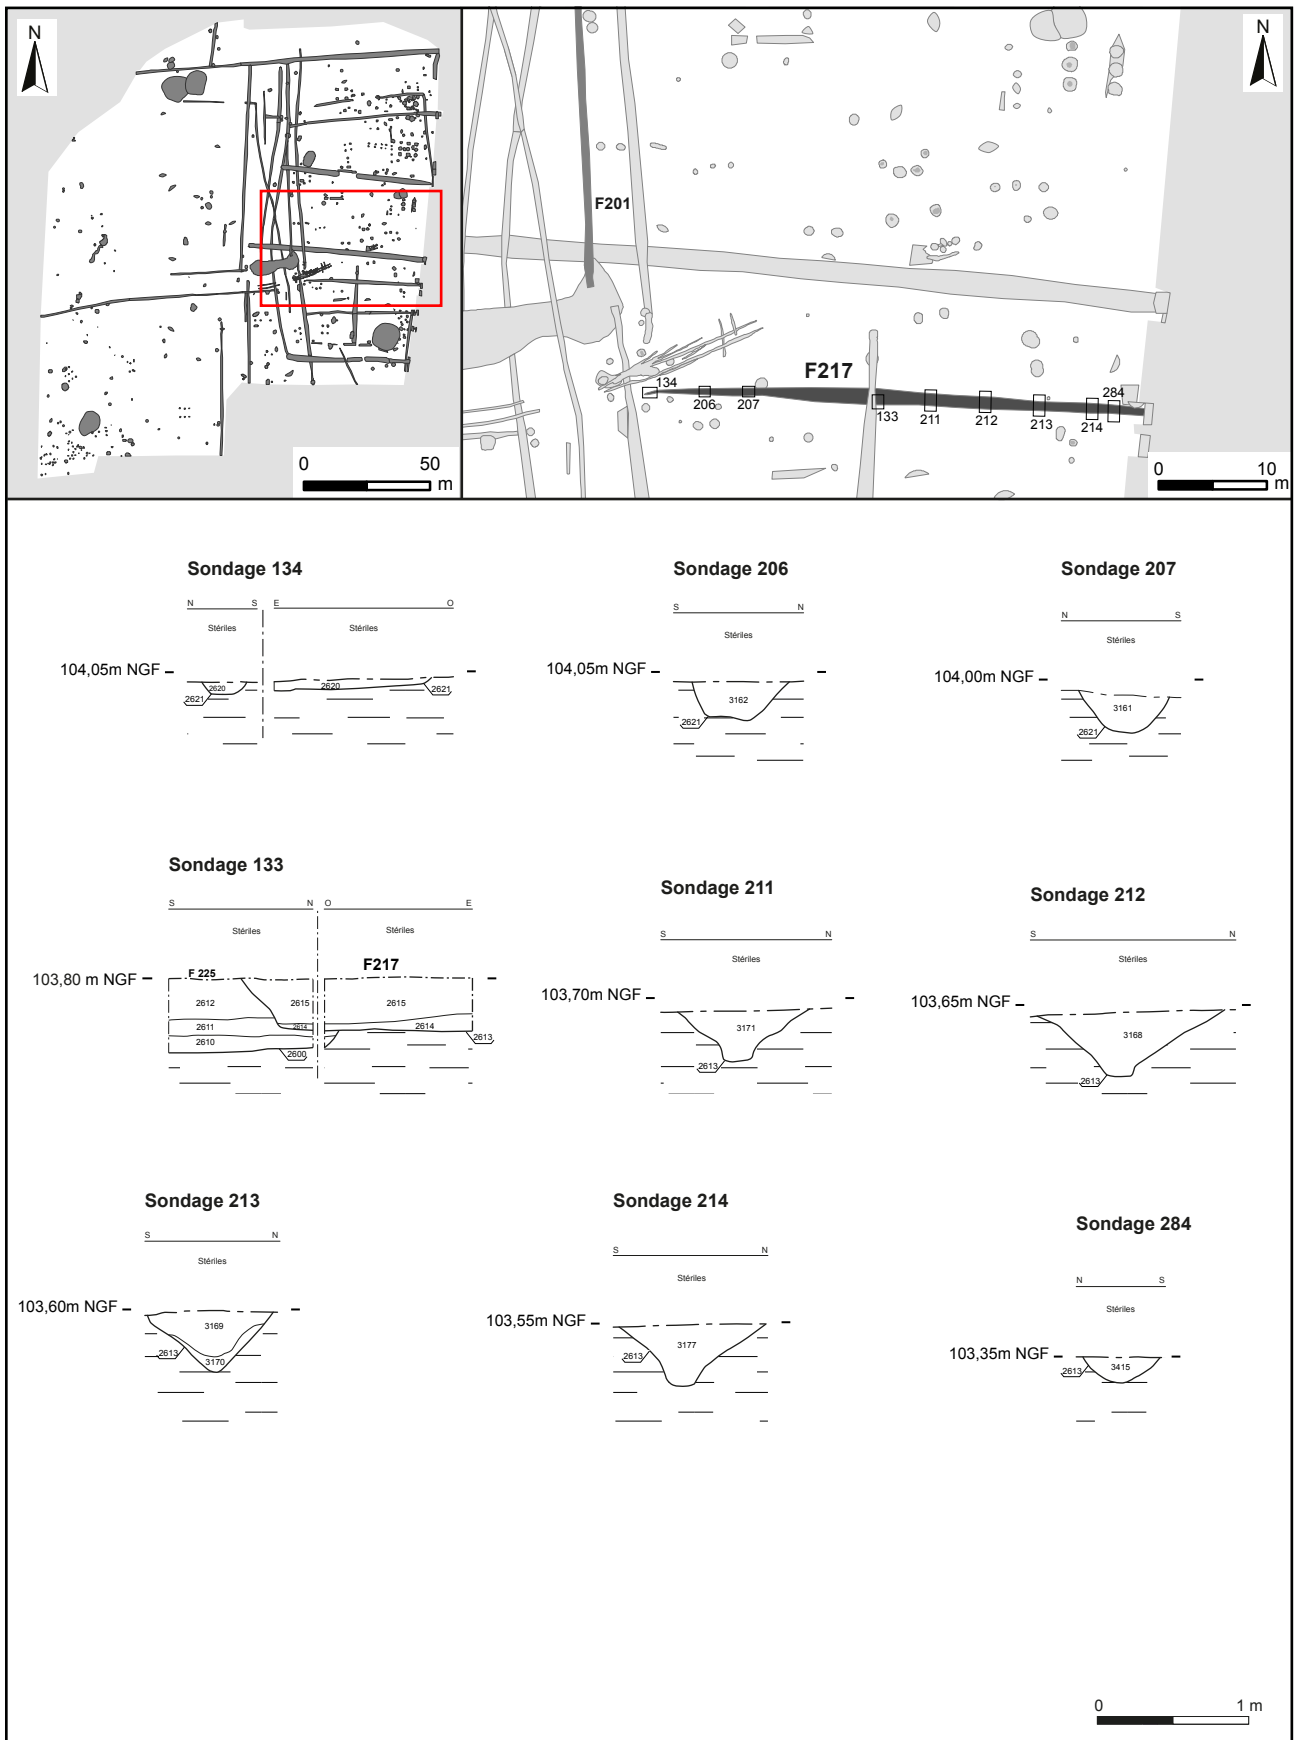 N
0 50
m
N
F201
F217
134
206
207
133
211
212
213
214
284
0 10
m
Sondage 134
N S E O
Stériles Stériles
104,05m NGF
2620 2620
2621 2621
Sondage 206
S N
Stériles
104,05m NGF
3162
2621
Sondage 207
N S
Stériles
104,00m NGF
3161
2621
Sondage 133
S N O E
Stériles Stériles
103,80 m NGF
F 225 F217
2612 2615 2615
2611 2614 2614
2610 2613
2600
Sondage 211
S N
Stériles
103,70m NGF
3171
2613
Sondage 212
S N
Stériles
103,65m NGF
3168
2613
Sondage 213
S N
Stériles
103,60m NGF
3169
2613
3170
Sondage 214
S N
Stériles
103,55m NGF
3177
2613
Sondage 284
N S
Stériles
103,35m NGF
3415
2613
0 1 m